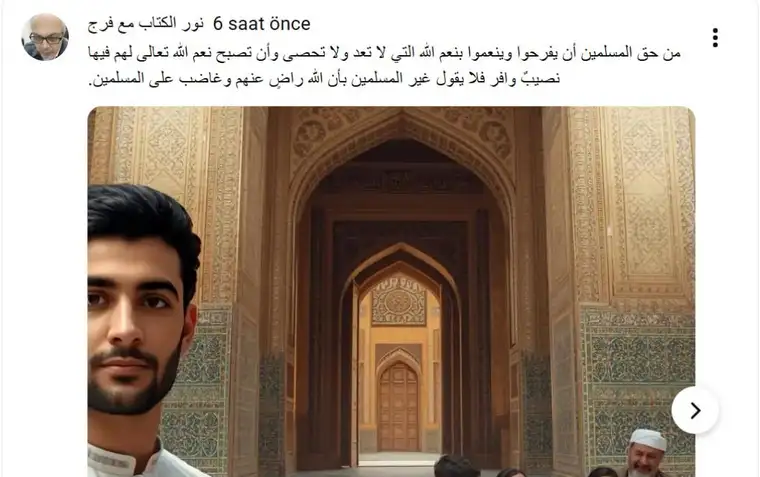 نور الكتاب مع فرج 6 saat önce
من حق المسلمين أن يفرحوا وينعموا بنعم الله التي لا تعد ولا تحصى وأن تصبح نعم الله تعالى لهم فيها
نصيبٌ وافر فلا يقول غير المسلمين بأن الله راضٍ عنهم وغاضب على المسلمين.